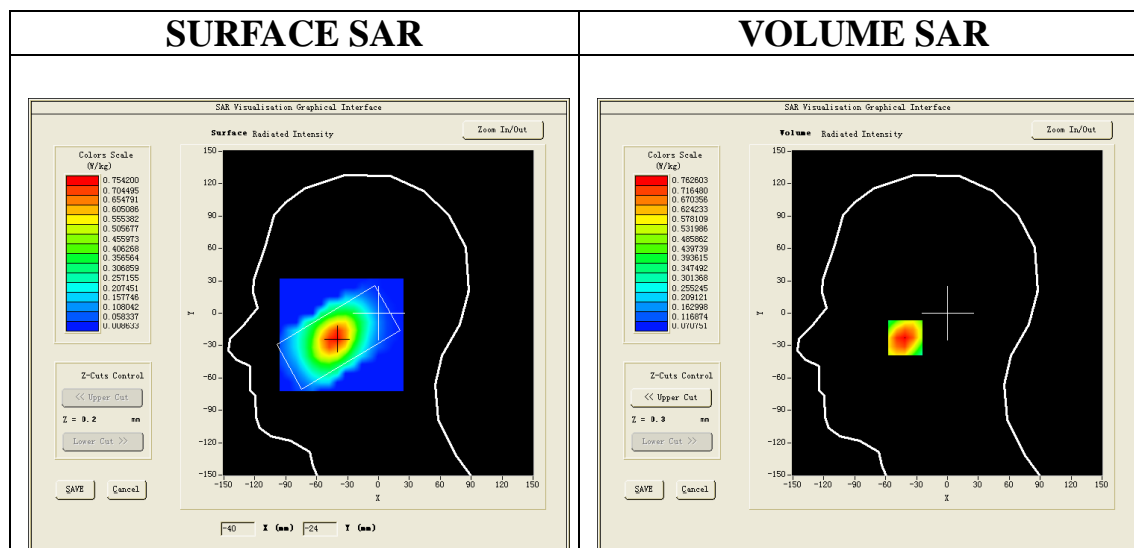 SURFACE SAR
VOLUME SAR
SAR Visualisation Graphical Interface
Surface Radiated Intensity
Zoom In/Out
Colors Scale
(W/kg)
0.754200
0.704495
0.654791
0.605086
0.555382
0.505677
0.455973
0.406268
0.356564
0.306859
0.257155
0.207451
0.157746
0.108042
0.058337
0.008633
150
120
90
60
30
0
-30
-60
-90
-120
-150
Y
-150 -120 -90 -60 -30 0 30 60 90 120 150
X
Z-Cuts Control
<< Upper Cut
Z = 0.2 mm
Lower Cut >>
SAVE
Cancel
-40 X (mm) -24 Y (mm)
SAR Visualisation Graphical Interface
Volume Radiated Intensity
Zoom In/Out
Colors Scale
(W/kg)
0.762603
0.716480
0.670356
0.624233
0.578109
0.531986
0.485862
0.439739
0.393615
0.347492
0.301368
0.255245
0.209121
0.162998
0.116874
0.070751
150
120
90
60
30
0
-30
-60
-90
-120
-150
Y
-150 -120 -90 -60 -30 0 30 60 90 120 150
X
Z-Cuts Control
<< Upper Cut
Z = 0.3 mm
Lower Cut >>
SAVE
Cancel